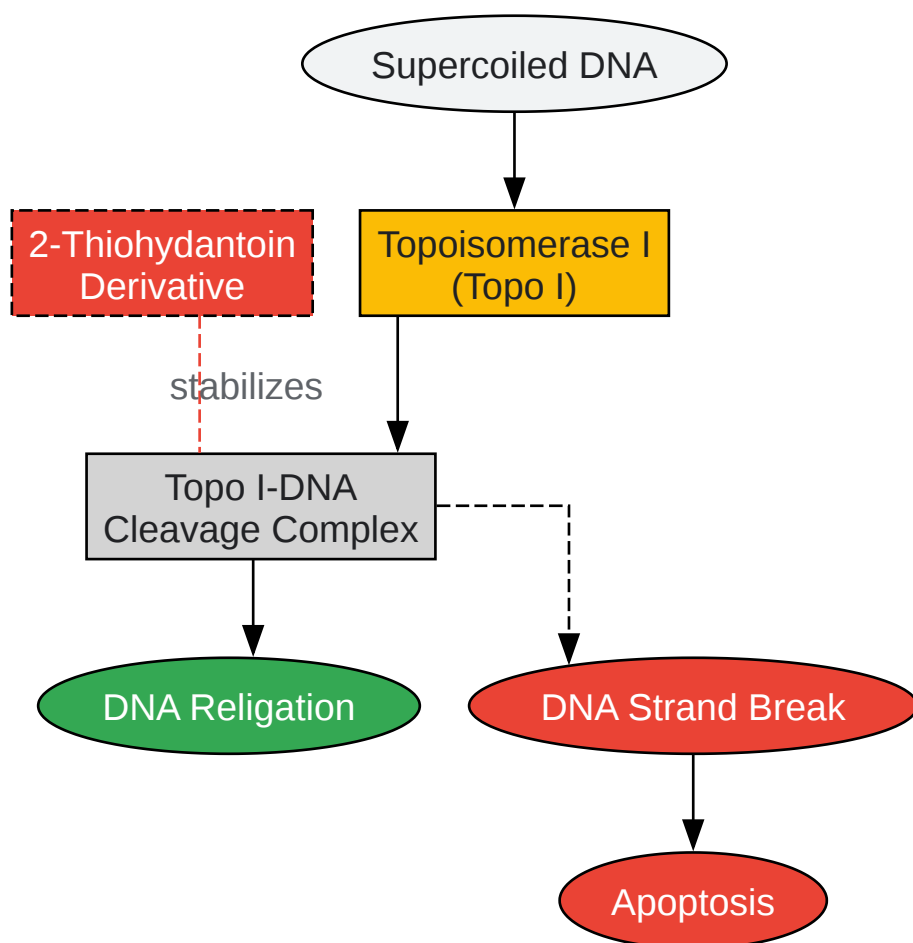 Supercoiled DNA
2-Thiohydantoin
Derivative
Topoisomerase I
(Topo I)
stabilizes
Topo I-DNA
Cleavage Complex
DNA Religation
DNA Strand Break
Apoptosis